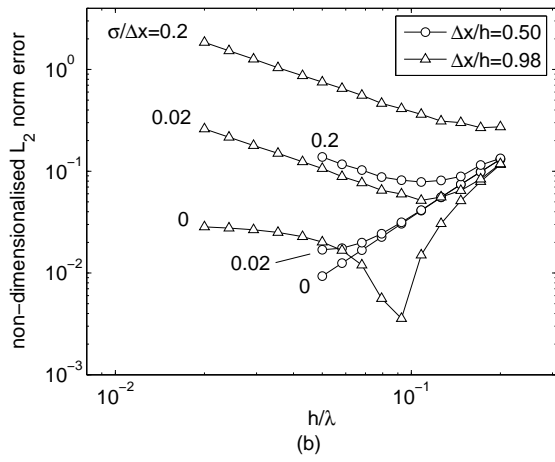 σ/Δx=0.2
Δx/h=0.50
Δx/h=0.98
10^0
0.02
0.2
10^{-1}
0
0.02
10^{-2}
0
10^{-3}
non−dimensionalised L_2 norm error
10^{-2}
10^{-1}
h/λ
(b)